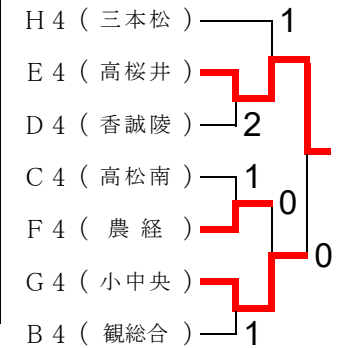 H4（三本松） 1
E4（高桜井）
D4（香誠陵） 2
C4（高松南） 1
0
F4（農経）
0
G4（小中央）
B4（観総合） 1